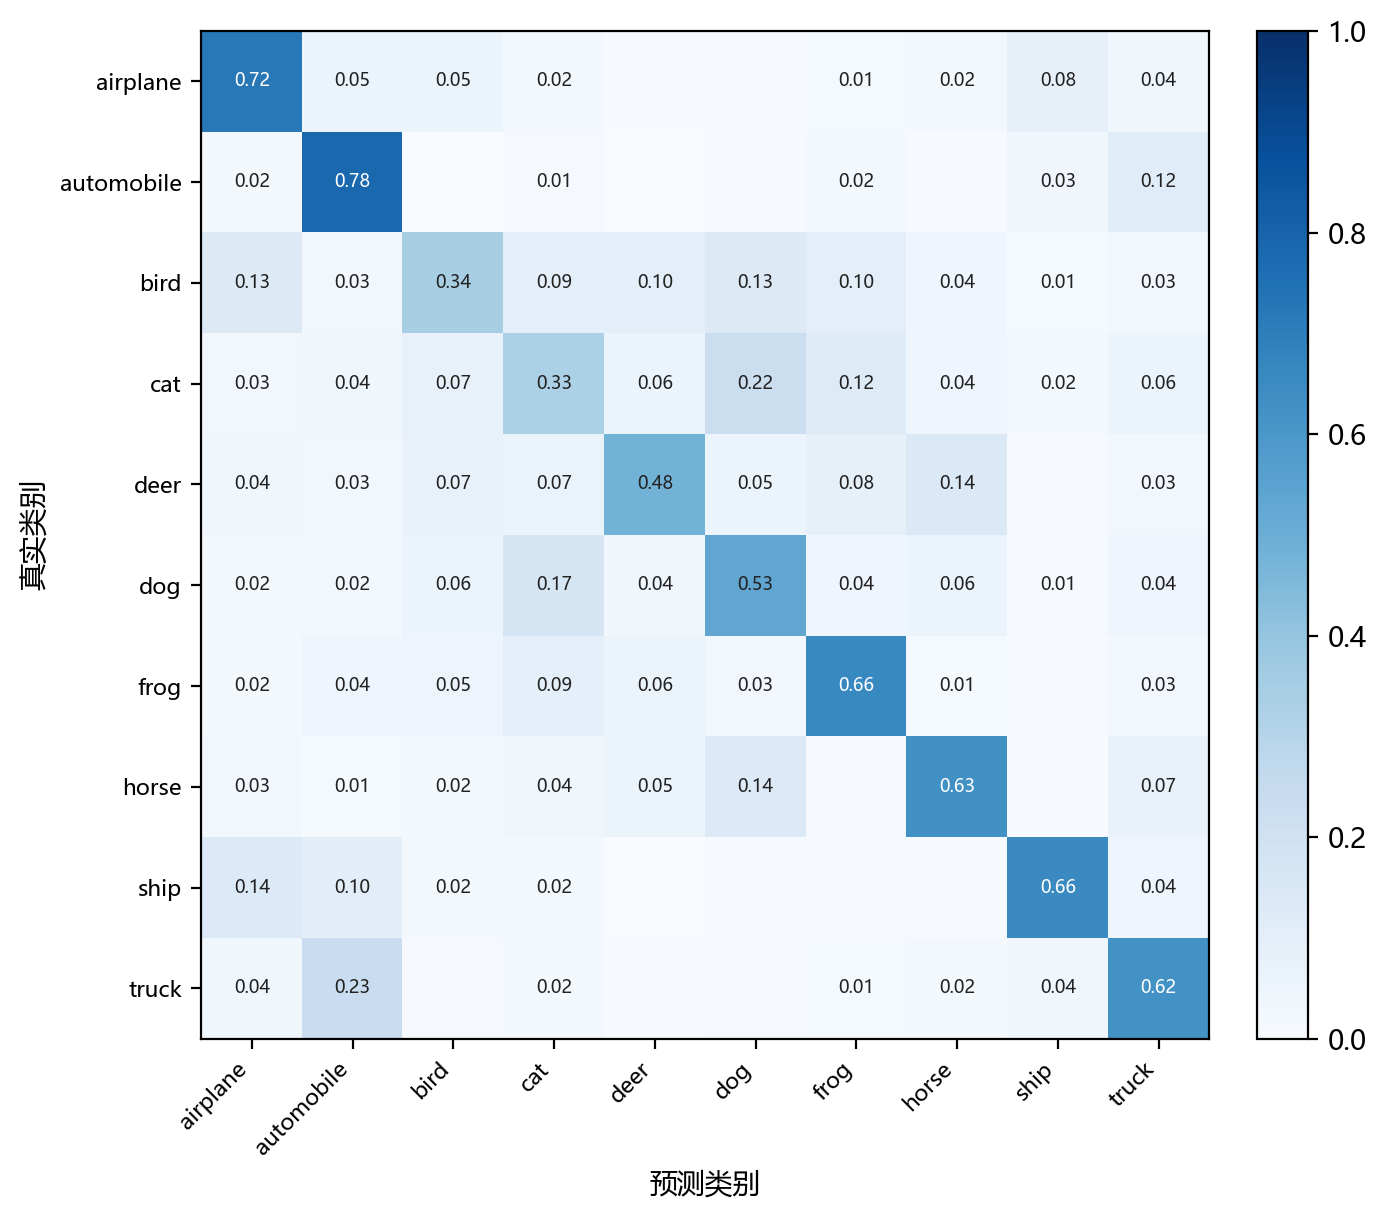 airplane 0.72 0.05 0.05 0.02 0.01 0.02 0.08 0.04
automobile 0.02 0.78 0.01 0.02 0.03 0.12
bird 0.13 0.03 0.34 0.09 0.10 0.13 0.10 0.04 0.01 0.03
cat 0.03 0.04 0.07 0.33 0.06 0.22 0.12 0.04 0.02 0.06
deer 0.04 0.03 0.07 0.07 0.48 0.05 0.08 0.14 0.03
dog 0.02 0.02 0.06 0.17 0.04 0.53 0.04 0.06 0.01 0.04
frog 0.02 0.04 0.05 0.09 0.06 0.03 0.66 0.01 0.03
horse 0.03 0.01 0.02 0.04 0.05 0.14 0.63 0.07
ship 0.14 0.10 0.02 0.02 0.66 0.04
truck 0.04 0.23 0.02 0.01 0.02 0.04 0.62
airplane automobile bird cat deer dog frog horse ship truck
预测类别
真实类别
1.0
0.8
0.6
0.4
0.2
0.0